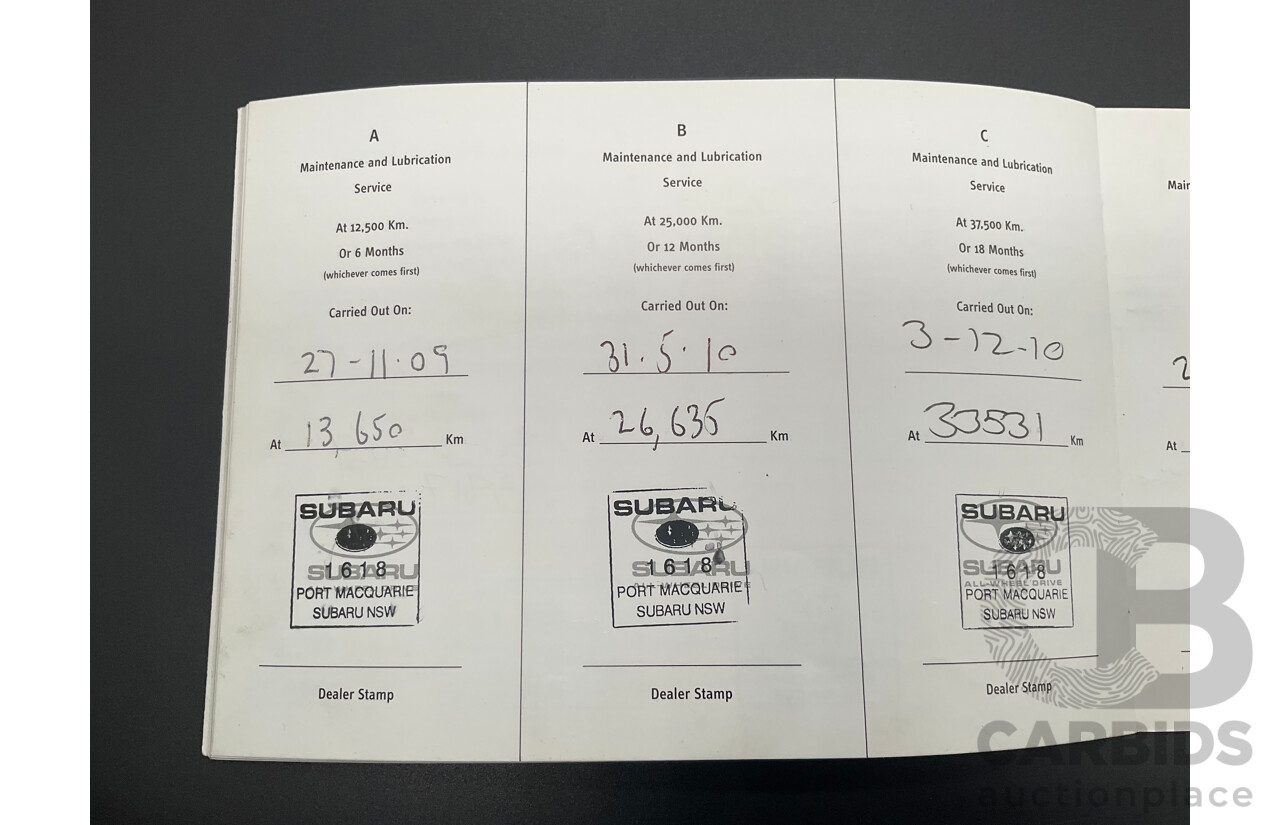 A
Maintenance and Lubrication
Service
At 12,500 Km.
Or 6 Months
(whichever comes first)
Carried Out On:
27-11.09
At 13,650 Km
SUBARU
1618
SUBARU
PORT MACQUARIE
SUBARU NSW
Dealer Stamp
B
Maintenance and Lubrication
Service
At 25,000 Km.
Or 12 Months
(whichever comes first)
Carried Out On:
31.5.10
At 26,635 Km
SUBARU
1618
SUBARU
PORT MACQUARIE
SUBARU NSW
Dealer Stamp
C
Maintenance and Lubrication
Service
At 37,500 Km.
Or 18 Months
(whichever comes first)
Carried Out On:
3-12-10
At 33531 Km
SUBARU
1618
SUBARU
ALL-WHEEL DRIVE
PORT MACQUARIE
SUBARU NSW
Dealer Stamp
Mair
2
At
B
CARBIDS
auctionplace